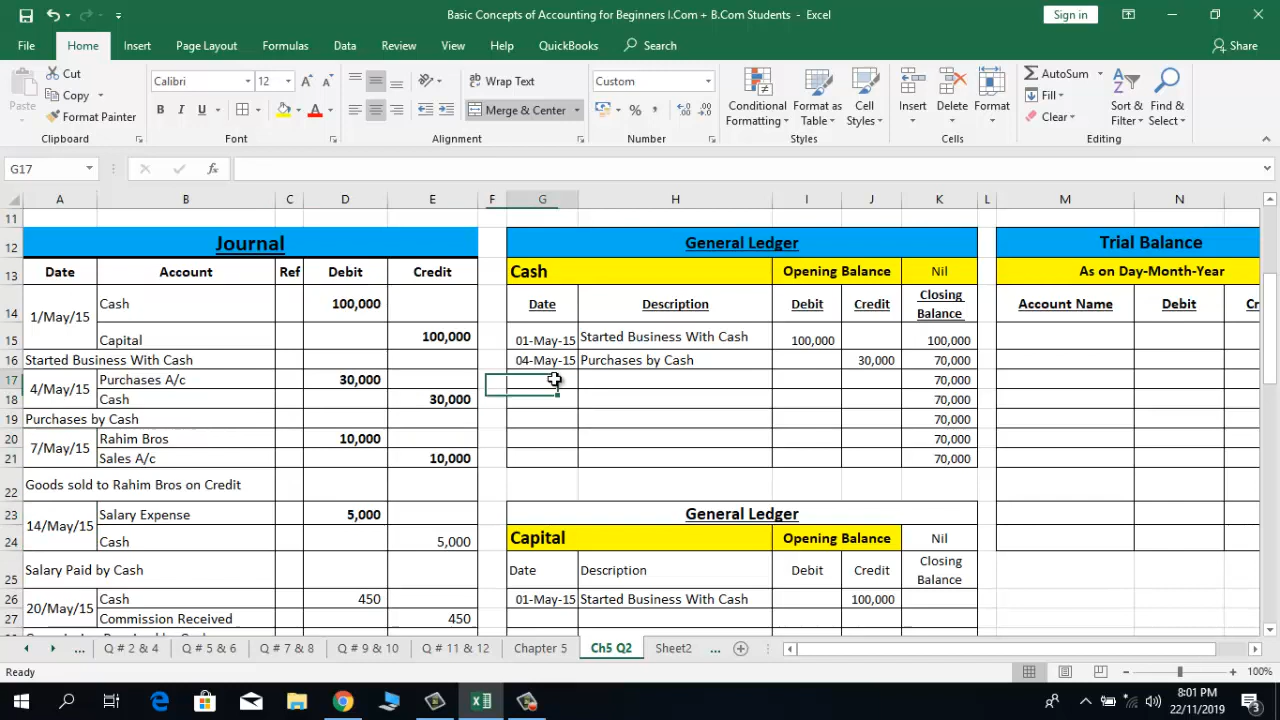 Basic Concepts of Accounting for Beginners I.Com + B.Com Students - Excel
Sign in
File Home Insert Page Layout Formulas Data Review View Help QuickBooks Search Share
Paste
Cut
Copy
Format Painter
Clipboard
Calibri 12
B I U
Font
Wrap Text
Merge & Center
Alignment
Custom
Number
Conditional Formatting
Format as Table
Cell Styles
Styles
Insert Delete Format
Cells
AutoSum
Fill
Clear
Sort & Filter
Find & Select
Editing
G17 fx
A B C D E F G H I J K L M N
11
12 Journal General Ledger Trial Balance
13 Date Account Ref Debit Credit Cash Opening Balance Nil As on Day-Month-Year
14 1/May/15 Cash 100,000 Date Description Debit Credit Closing Balance Account Name Debit Cr
15 Capital 100,000 01-May-15 Started Business With Cash 100,000 100,000
16 Started Business With Cash 04-May-15 Purchases by Cash 30,000 70,000
17 4/May/15 Purchases A/c 30,000 70,000
18 Cash 30,000 70,000
19 Purchases by Cash 70,000
20 7/May/15 Rahim Bros 10,000 70,000
21 Sales A/c 10,000 70,000
22 Goods sold to Rahim Bros on Credit
23 14/May/15 Salary Expense 5,000 General Ledger
24 Cash 5,000 Capital Opening Balance Nil
25 Salary Paid by Cash Date Description Debit Credit Closing Balance
26 20/May/15 Cash 450 01-May-15 Started Business With Cash 100,000
27 Commission Received 450
... Q # 2 & 4 Q # 5 & 6 Q # 7 & 8 Q # 9 & 10 Q # 11 & 12 Chapter 5 Ch5 Q2 Sheet2 ...
Ready 100%
8:01 PM
22/11/2019
3